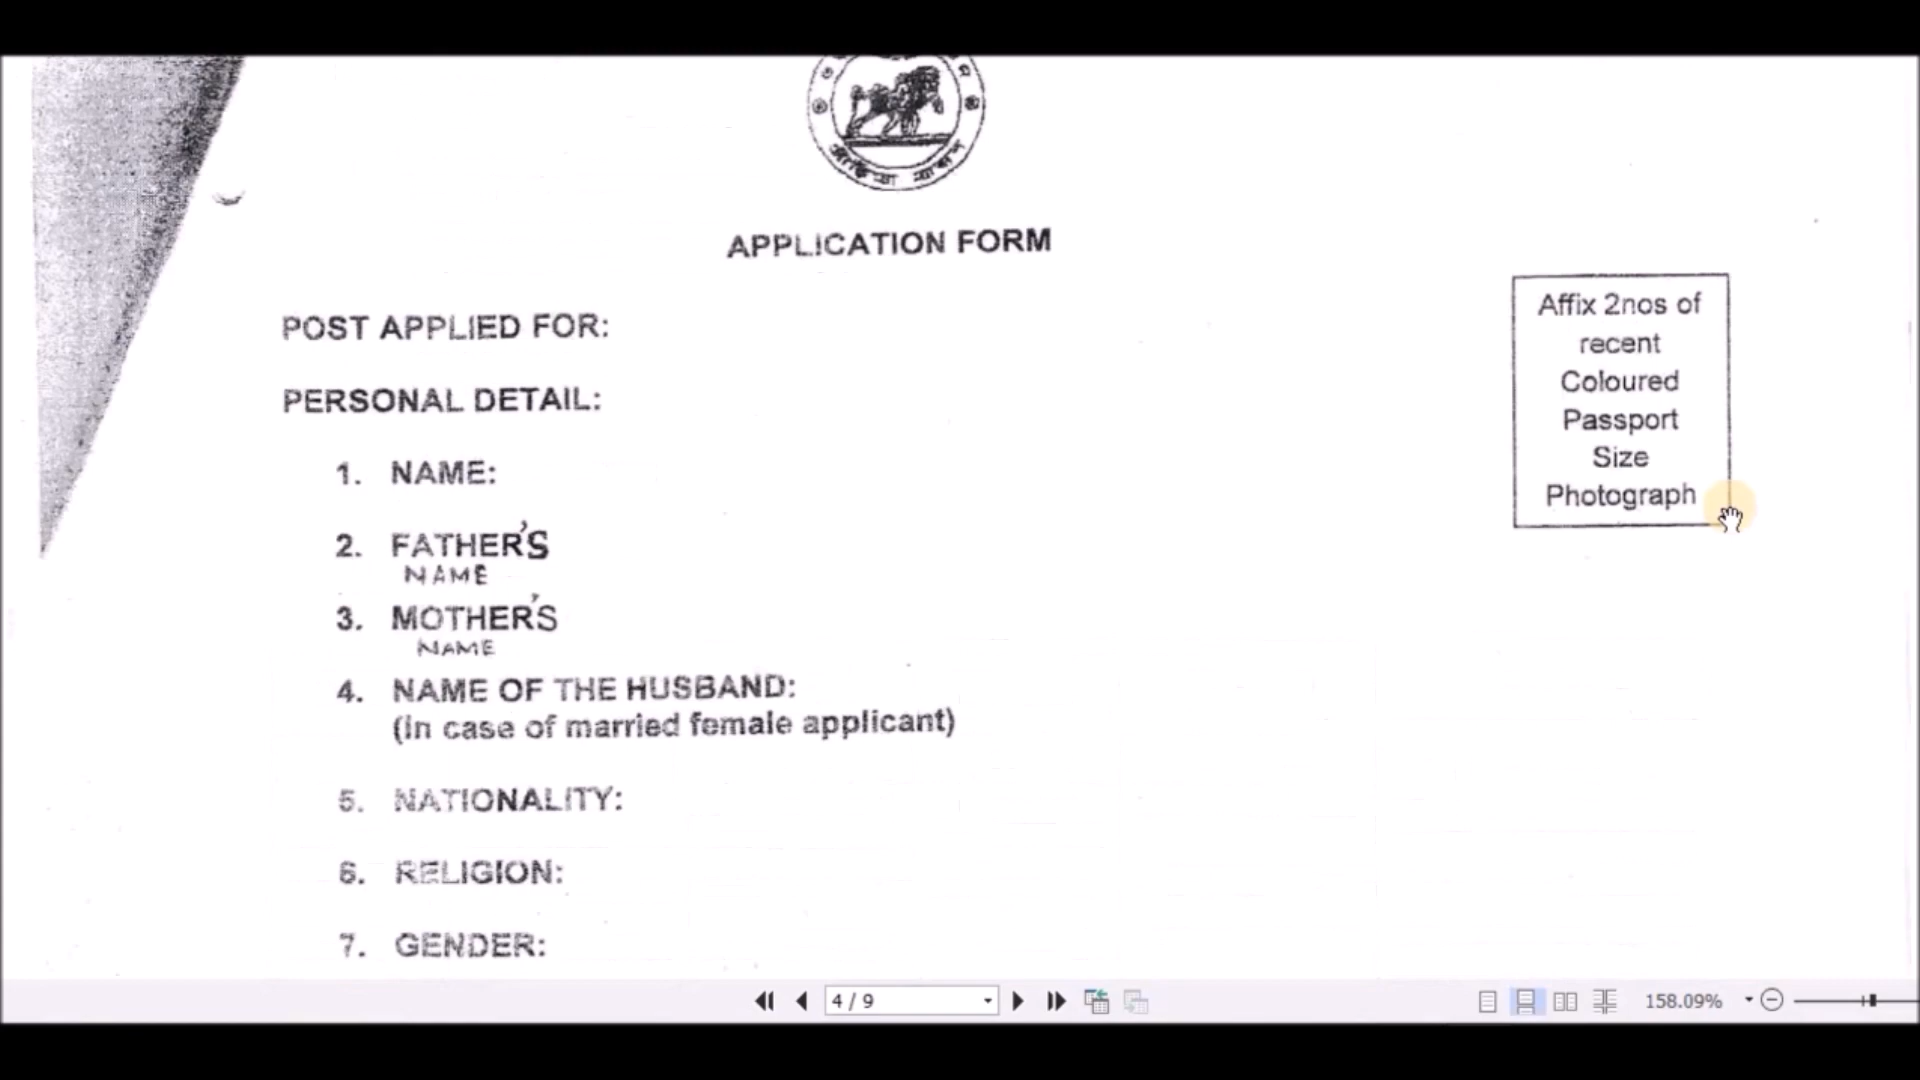 APPLICATION FORM
POST APPLIED FOR:
Affix 2nos of
recent
Coloured
Passport
Size
Photograph
PERSONAL DETAIL:
1. NAME:
2. FATHER'S
NAME
3. MOTHER'S
NAME
4. NAME OF THE HUSBAND:
(In case of married female applicant)
5. NATIONALITY:
6. RELIGION:
7. GENDER:
4 / 9
158.09%